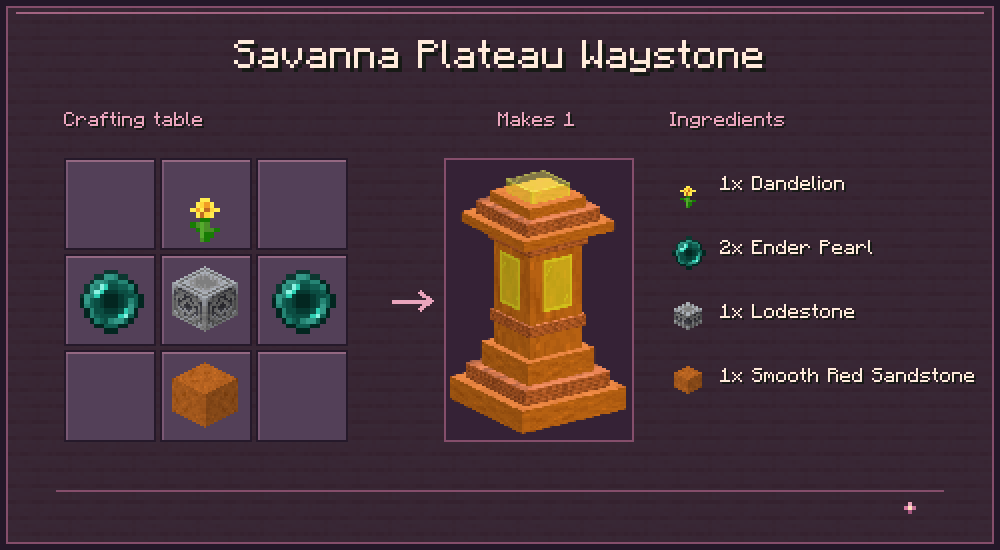 Savanna Plateau Waystone
Crafting table
Makes 1
Ingredients
1x Dandelion
2x Ender Pearl
1x Lodestone
1x Smooth Red Sandstone